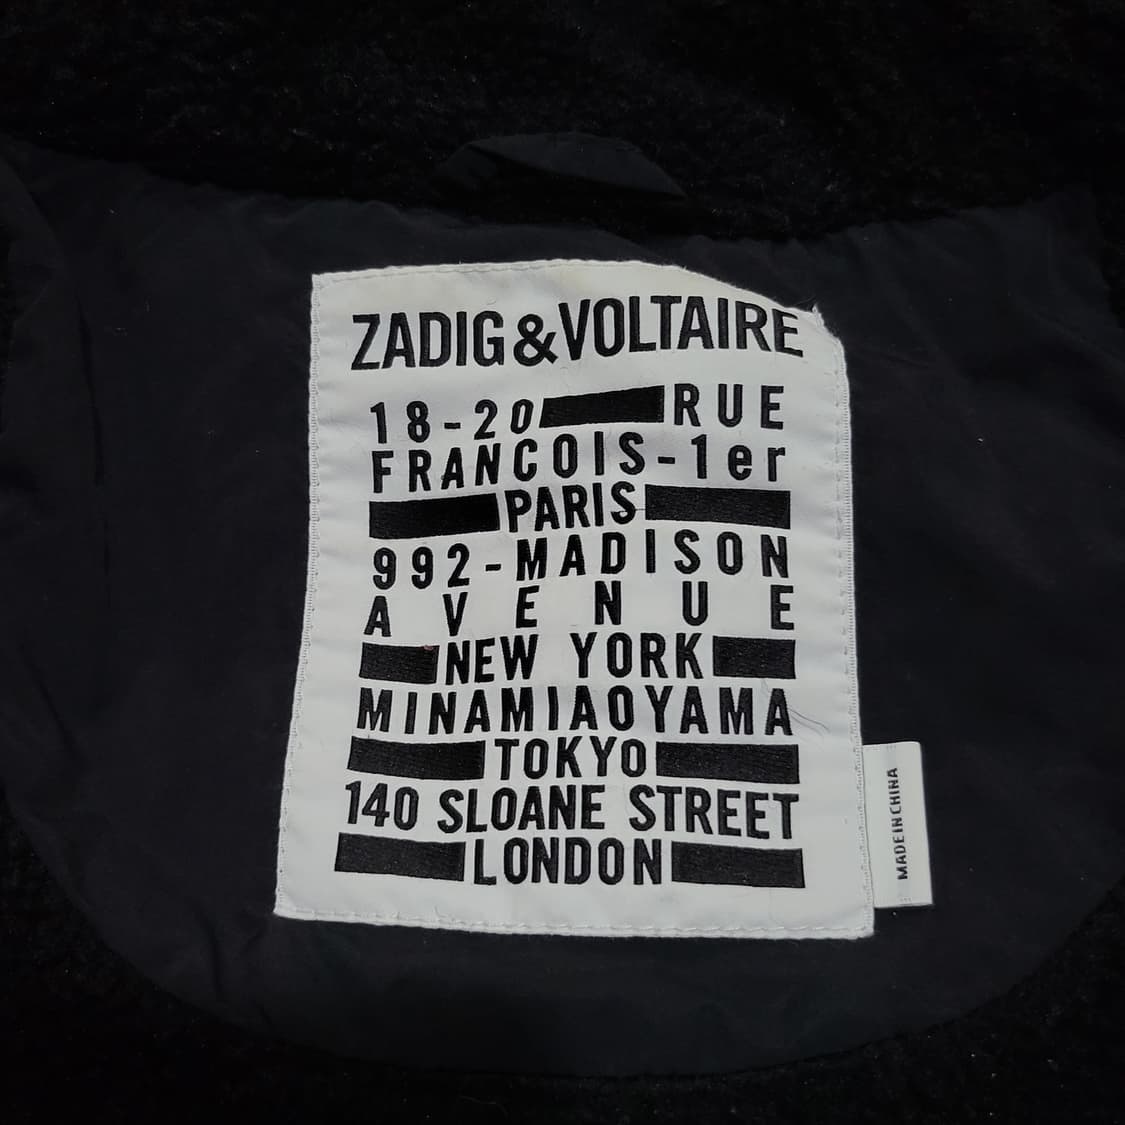 ZADIG&VOLTAIRE
18-20 RUE
FRANCOIS-1er
PARIS
992-MADISON
AVENUE
NEW YORK
MINAMIAOYAMA
TOKYO
140 SLOANE STREET
LONDON
MADE IN CHINA